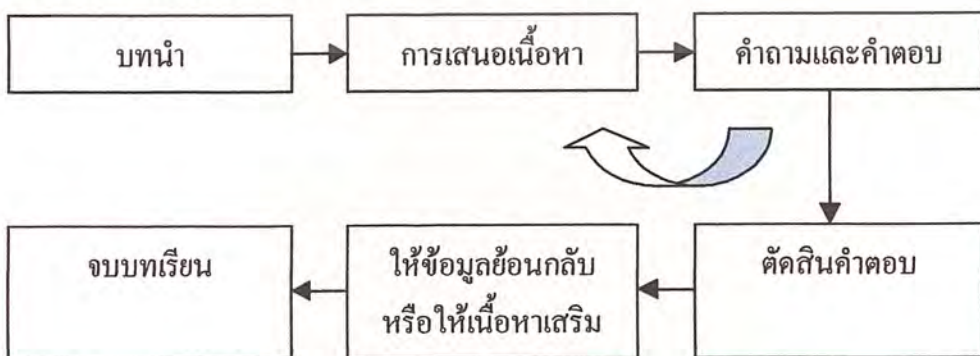 บทนำ
การเสนอเนื้อหา
คำถามและคำตอบ
ตัดสินคำตอบ
ให้ข้อมูลย้อนกลับ
หรือให้เนื้อหาเสริม
จบบทเรียน